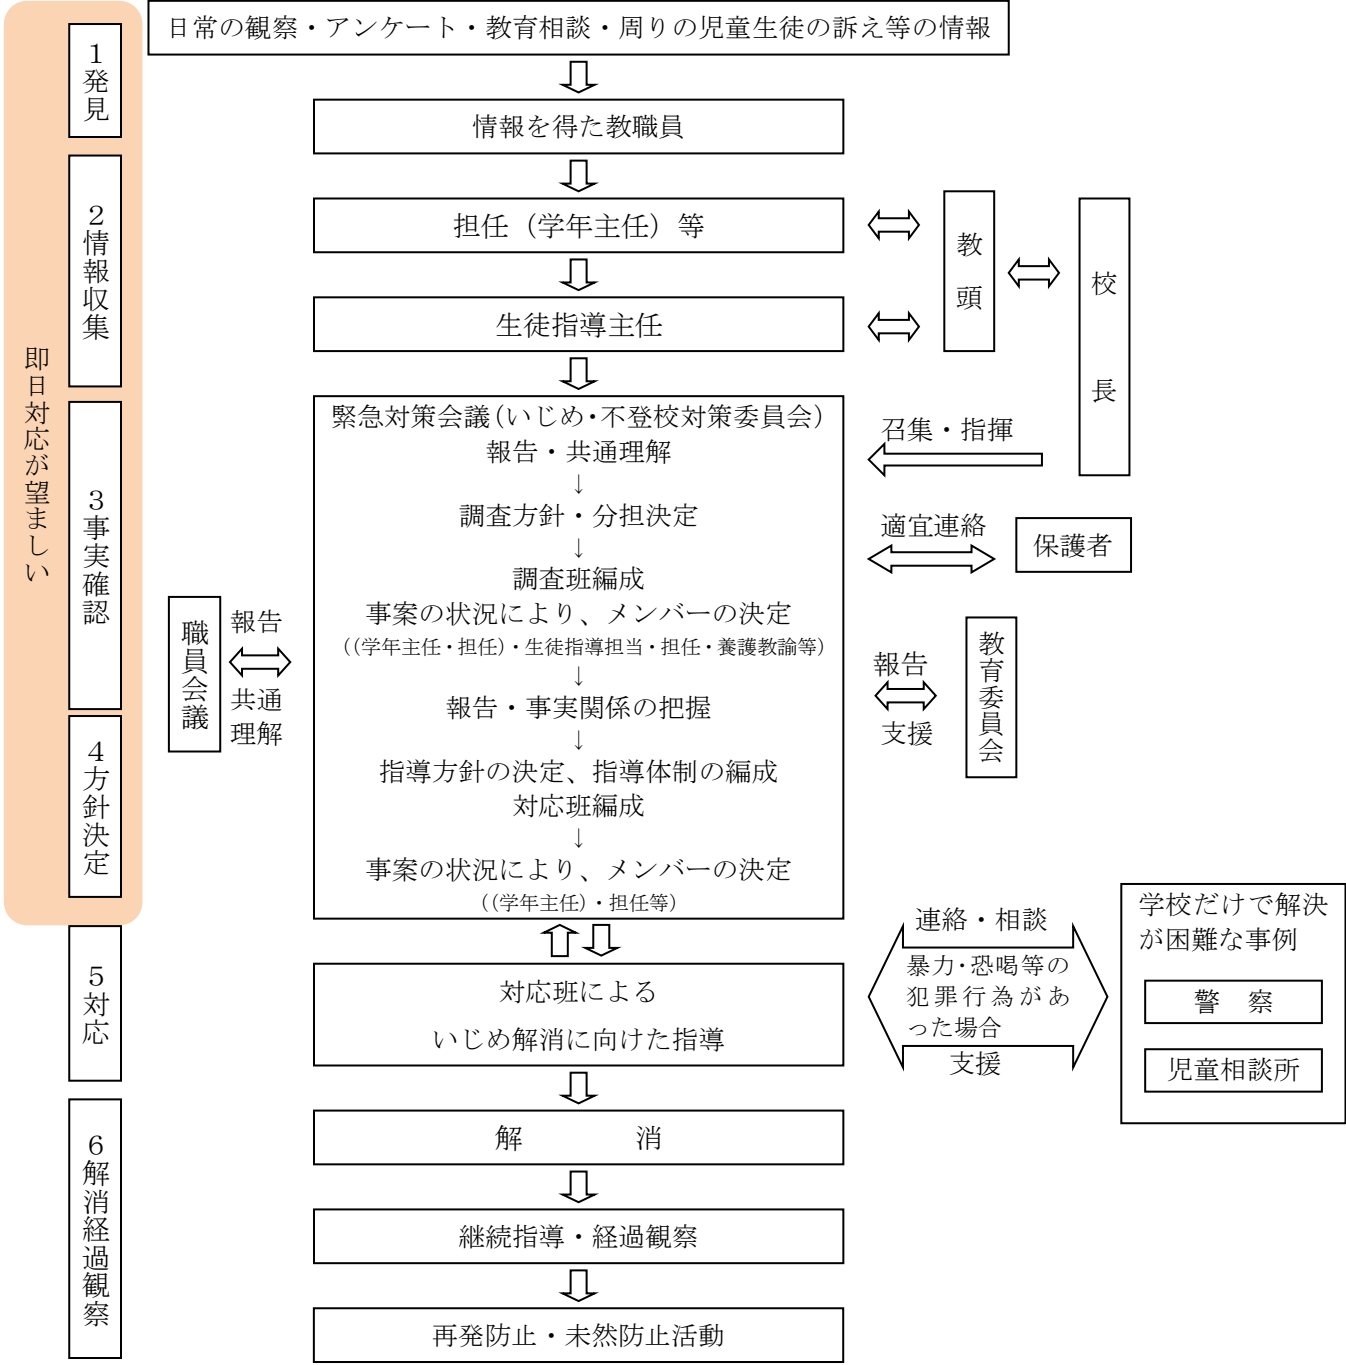 日常の観察・アンケート・教育相談・周りの児童生徒の訴え等の情報
１発見
情報を得た教職員
２情報収集
担任（学年主任）等
教頭
校長
生徒指導主任
即日対応が望ましい
３事実確認
緊急対策会議（いじめ・不登校対策委員会）
報告・共通理解
↓
調査方針・分担決定
↓
調査班編成
事案の状況により、メンバーの決定
（(学年主任・担任)・生徒指導担当・担任・養護教諭等）
↓
報告・事実関係の把握
↓
指導方針の決定、指導体制の編成
対応班編成
↓
事案の状況により、メンバーの決定
（(学年主任)・担任等）
召集・指揮
適宜連絡
保護者
職員会議
報告
共通
理解
報告
支援
教育委員会
４方針決定
５対応
対応班による
いじめ解消に向けた指導
連絡・相談
暴力・恐喝等の
犯罪行為があ
った場合
支援
学校だけで解決
が困難な事例
警　察
児童相談所
６解消経過観察
解　　　消
継続指導・経過観察
再発防止・未然防止活動